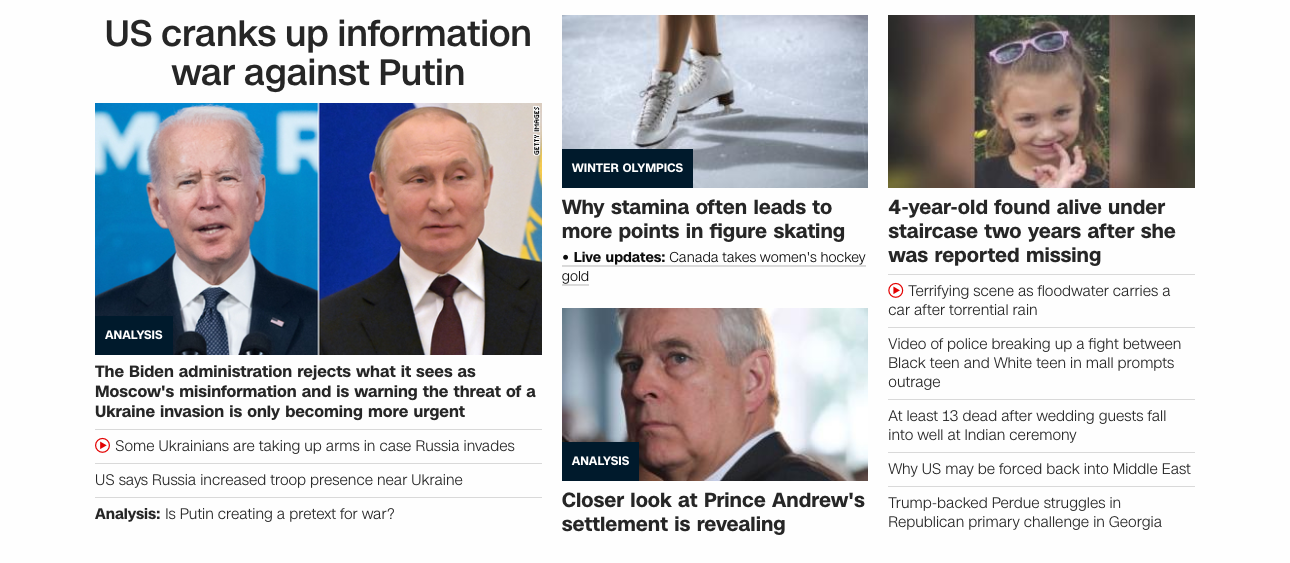 US cranks up information
war against Putin
M
R
GETTY IMAGES
ANALYSIS
The Biden administration rejects what it sees as
Moscow's misinformation and is warning the threat of a
Ukraine invasion is only becoming more urgent
Some Ukrainians are taking up arms in case Russia invades
US says Russia increased troop presence near Ukraine
Analysis: Is Putin creating a pretext for war?
WINTER OLYMPICS
Why stamina often leads to
more points in figure skating
• Live updates: Canada takes women's hockey
gold
ANALYSIS
Closer look at Prince Andrew's
settlement is revealing
4-year-old found alive under
staircase two years after she
was reported missing
Terrifying scene as floodwater carries a
car after torrential rain
Video of police breaking up a fight between
Black teen and White teen in mall prompts
outrage
At least 13 dead after wedding guests fall
into well at Indian ceremony
Why US may be forced back into Middle East
Trump-backed Perdue struggles in
Republican primary challenge in Georgia